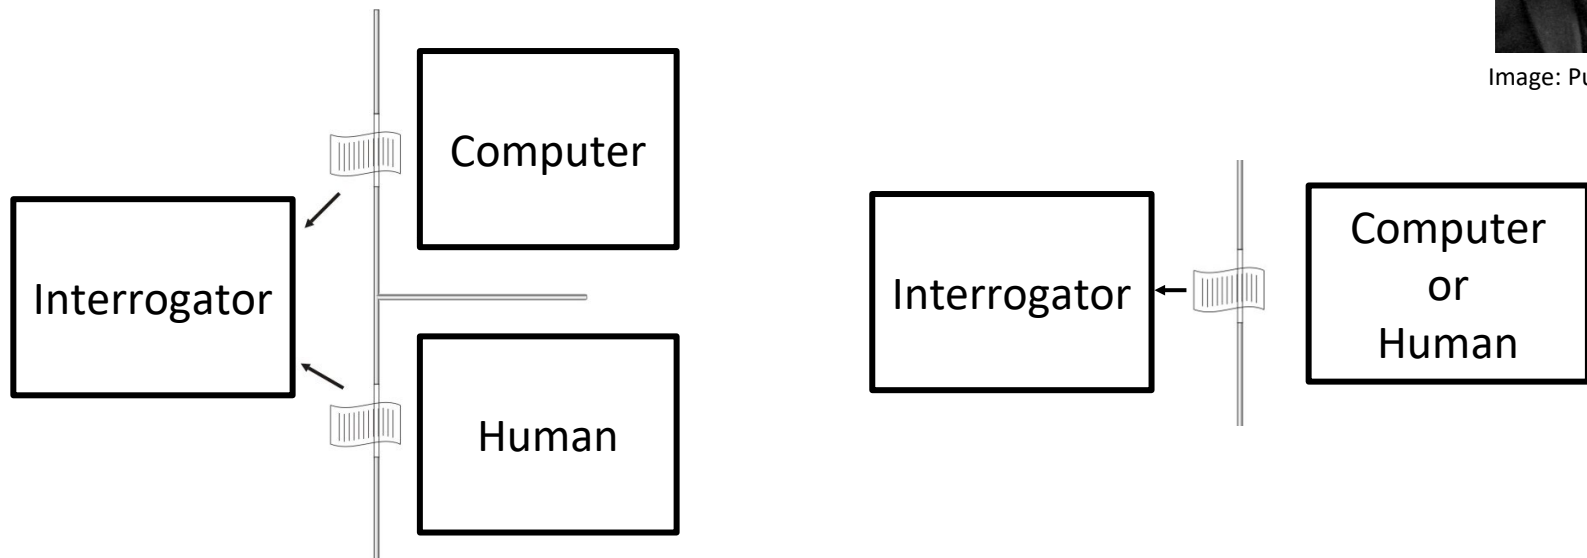 Computer
Interrogator
Human
Image: Pu
Interrogator
Computer
or
Human